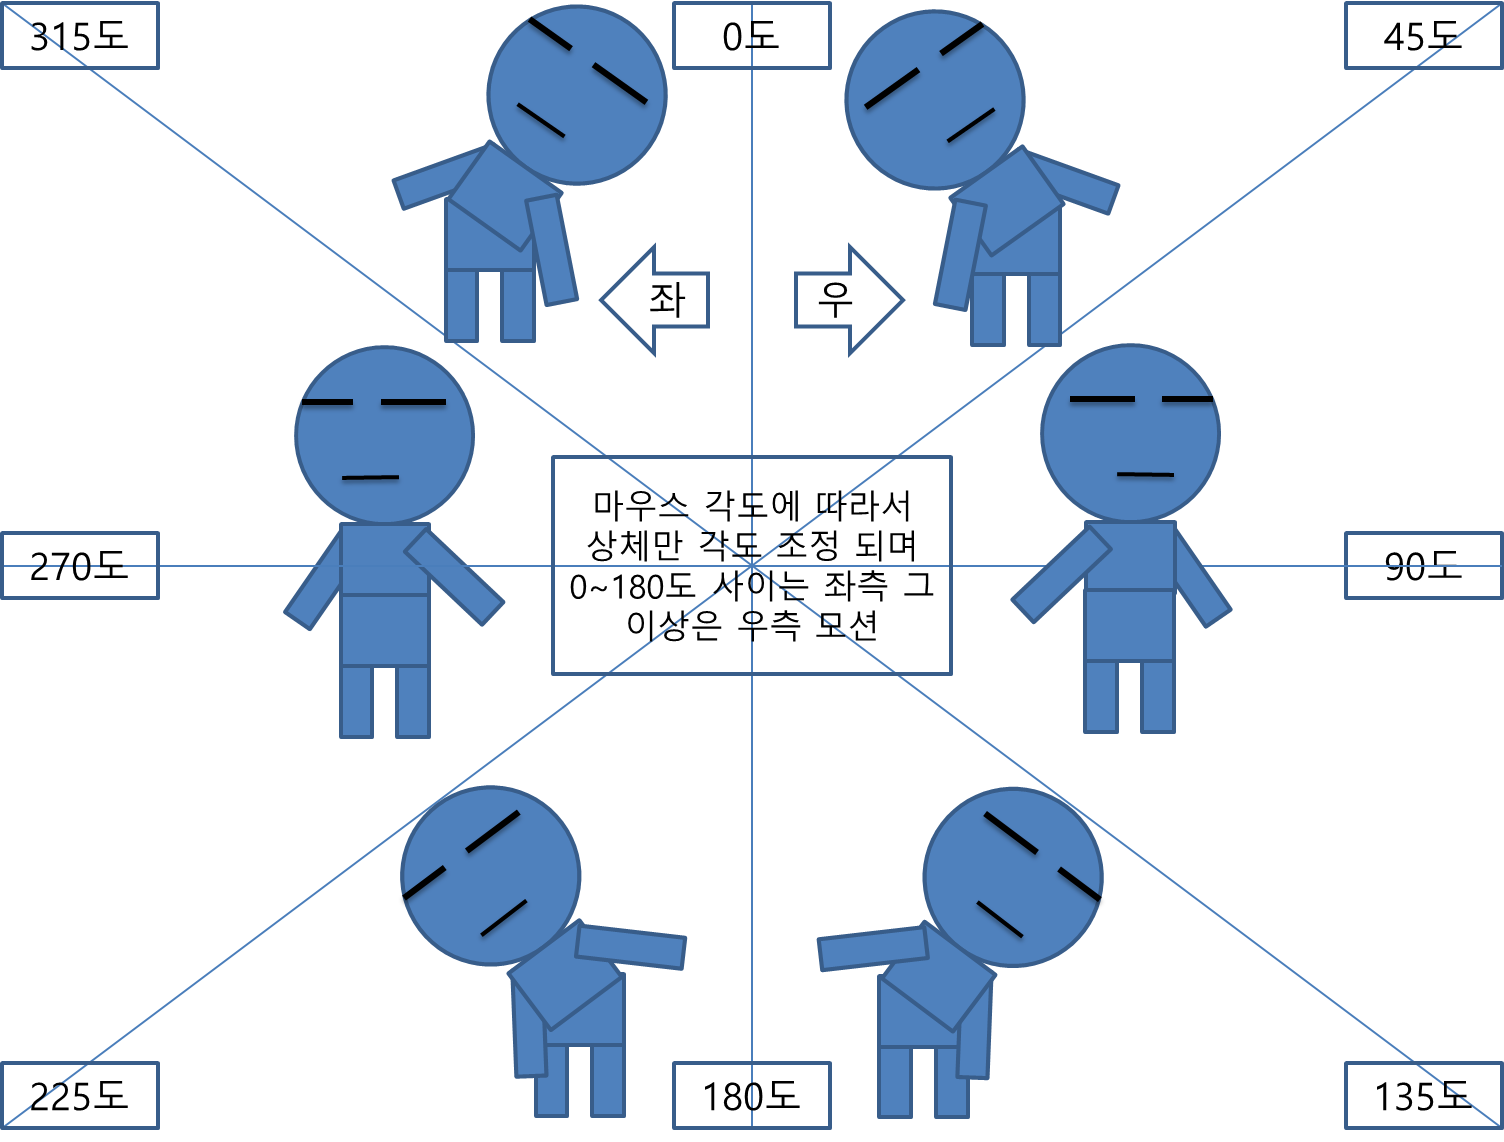 315도
0도
45도
좌
우
마우스 각도에 따라서
상체만 각도 조정 되며
0~180도 사이는 좌측 그
이상은 우측 모션
270도
90도
225도
180도
135도